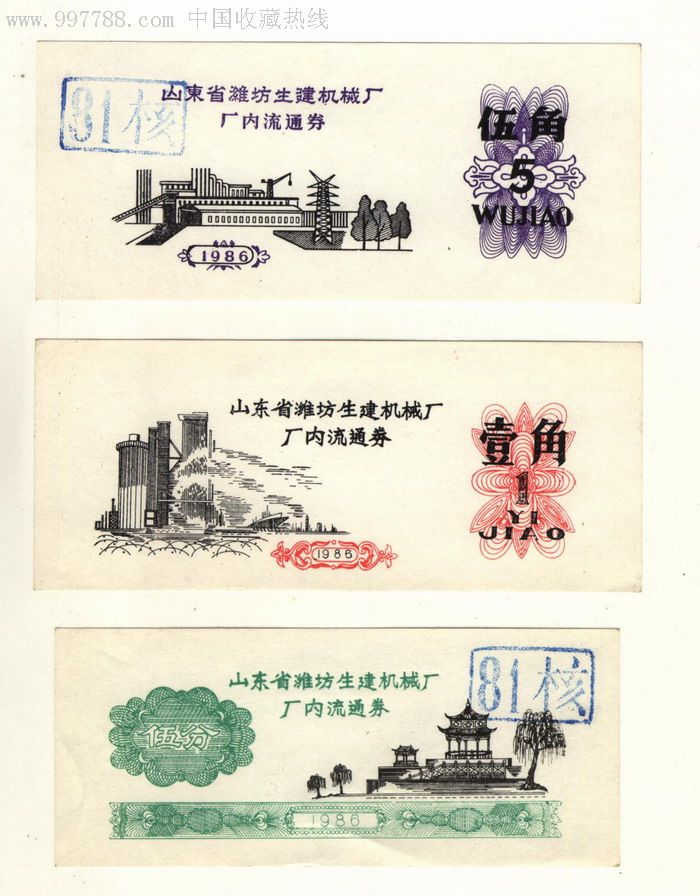 www.997788.com 中国收藏热线
81核
山東省潍坊生建机械厂
厂内流通券
伍角
5
WUJIAO
1986
山东省潍坊生建机械厂
厂内流通券
壹角
1
YI
JIAO
1986
81核
山东省潍坊生建机械厂
厂内流通券
伍分
1986